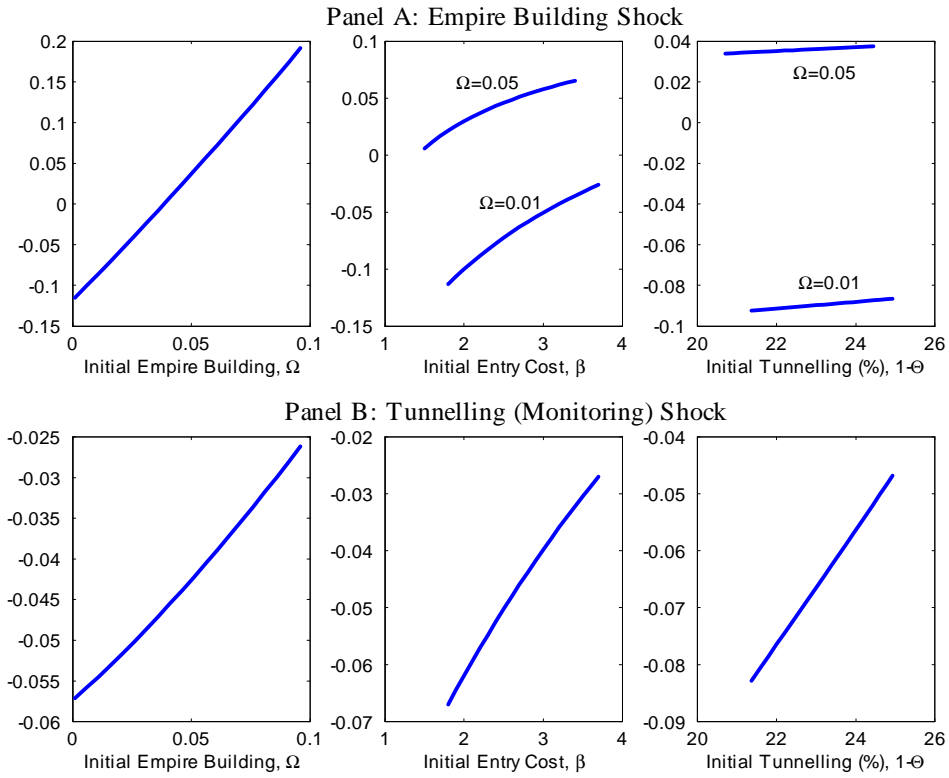 Panel A: Empire Building Shock
0.2
0.15
0.1
0.05
0
-0.05
-0.1
-0.15
0 0.05 0.1
Initial Empire Building, Ω
0.1
0.05
0
-0.05
-0.1
-0.15
Ω=0.05
Ω=0.01
1 2 3 4
Initial Entry Cost, β
0.04
0.02
0
-0.02
-0.04
-0.06
-0.08
-0.1
Ω=0.05
Ω=0.01
20 22 24 26
Initial Tunnelling (%), 1-Θ
Panel B: Tunnelling (Monitoring) Shock
-0.025
-0.03
-0.035
-0.04
-0.045
-0.05
-0.055
-0.06
0 0.05 0.1
Initial Empire Building, Ω
-0.02
-0.03
-0.04
-0.05
-0.06
-0.07
1 2 3 4
Initial Entry Cost, β
-0.04
-0.05
-0.06
-0.07
-0.08
-0.09
20 22 24 26
Initial Tunnelling (%), 1-Θ